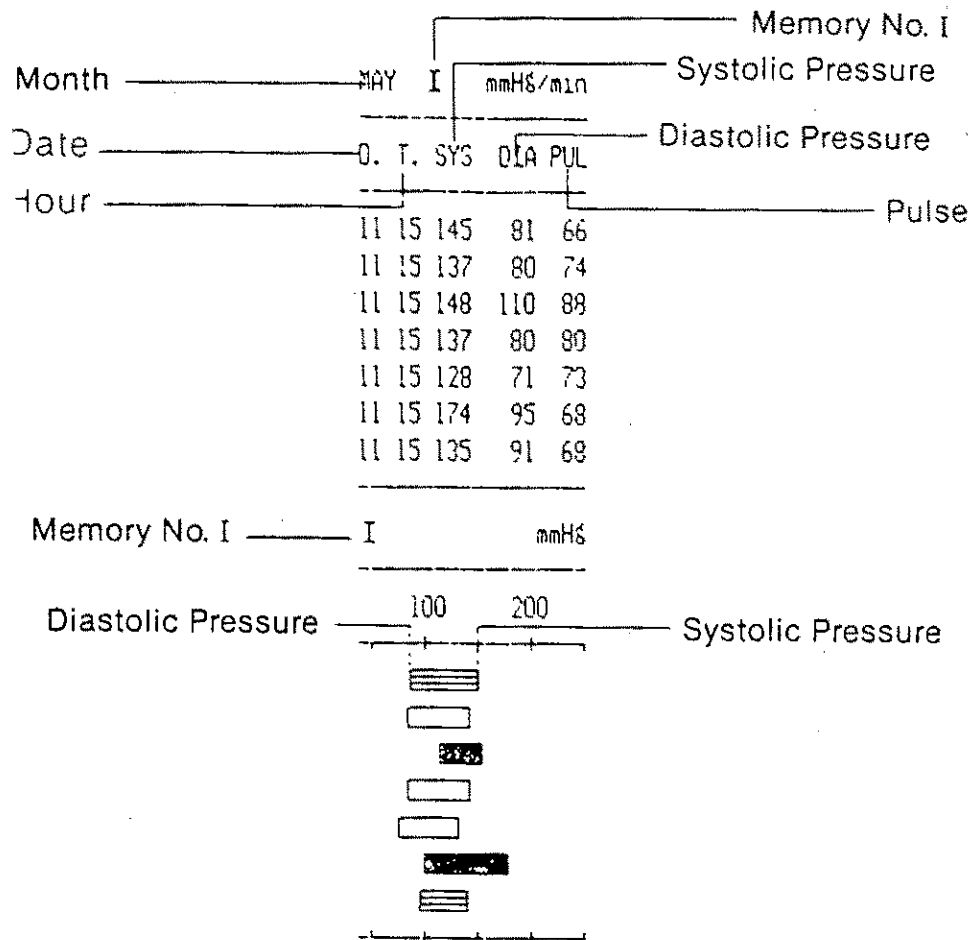 Memory No. I
Month MAY I mmHg/min Systolic Pressure
Date D. T. SYS DIA PUL Diastolic Pressure
Hour Pulse
11 15 145 81 66
11 15 137 80 74
11 15 148 110 88
11 15 137 80 80
11 15 128 71 73
11 15 174 95 68
11 15 135 91 68
Memory No. I I mmHg
100 200
Diastolic Pressure Systolic Pressure